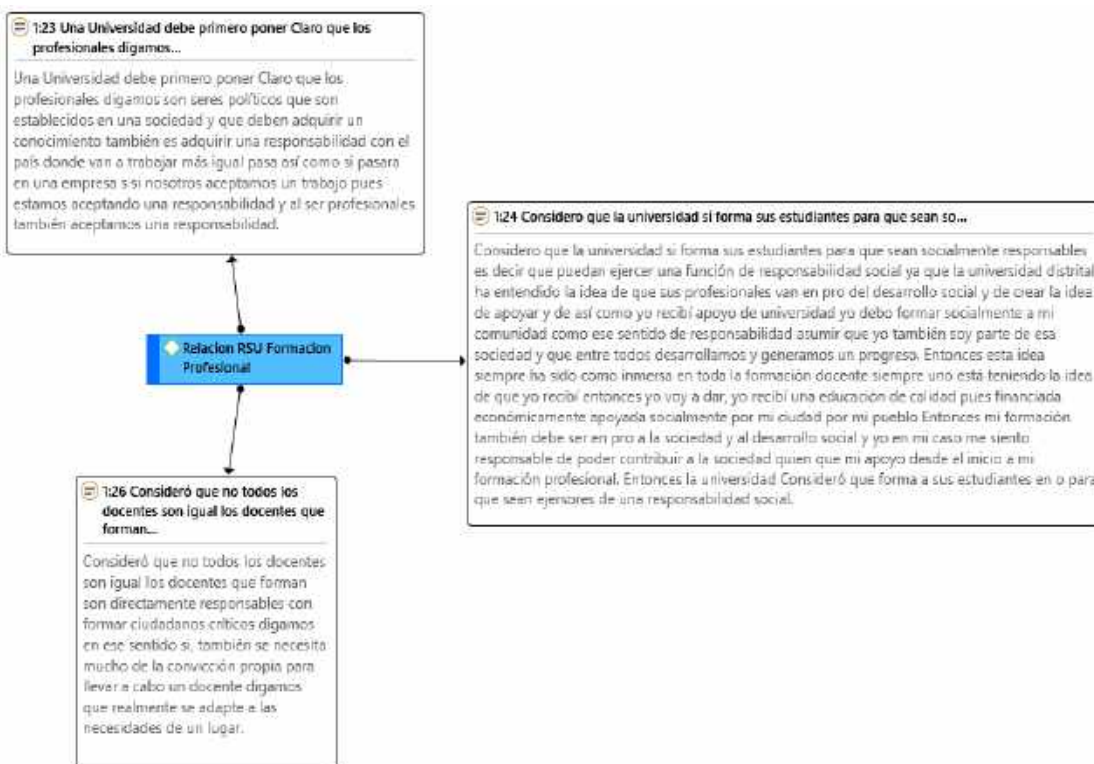 1:23 Una Universidad debe primero poner Claro que los
profesionales digamos...
Una Universidad debe primero poner Claro que los
profesionales digamos son seres políticos que son
establecidos en una sociedad y que deben adquirir un
conocimiento también es adquirir una responsabilidad con el
país donde van a trabajar más igual pasa así como si pasara
en una empresa s si nosotros aceptamos un trabajo pues
estamos aceptando una responsabilidad y al ser profesionales
también aceptamos una responsabilidad.
1:24 Considero que la universidad si forma sus estudiantes para que sean so...
Considero que la universidad si forma sus estudiantes para que sean socialmente responsables
es decir que puedan ejercer una función de responsabilidad social ya que la universidad distrital
ha entendido la idea de que sus profesionales van en pro del desarrollo social y de crear la idea
de apoyar y de así como yo recibí apoyo de universidad yo debo formar socialmente a mi
comunidad como ese sentido de responsabilidad asumir que yo también soy parte de esa
sociedad y que entre todos desarrollamos y generamos un progreso. Entonces esta idea
siempre ha sido como inmersa en toda la formación docente siempre uno está teniendo la idea
de que yo recibí entonces yo voy a dar, yo recibí una educación de calidad pues financiada
económicamente apoyada socialmente por mi ciudad por mi pueblo Entonces mi formación
también debe ser en pro a la sociedad y al desarrollo social y yo en mi caso me siento
responsable de poder contribuir a la sociedad quien que mi apoyo desde el inicio a mi
formación profesional. Entonces la universidad Consideró que forma a sus estudiantes en o para
que sean ejersores de una responsabilidad social.
Relacion RSU Formacion
Profesional
1:26 Consideró que no todos los
docentes son igual los docentes que
forman...
Consideró que no todos los docentes
son igual los docentes que forman
son directamente responsables con
formar ciudadanos críticos digamos
en ese sentido si, también se necesita
mucho de la convicción propia para
llevar a cabo un docente digamos
que realmente se adapte a las
necesidades de un lugar.